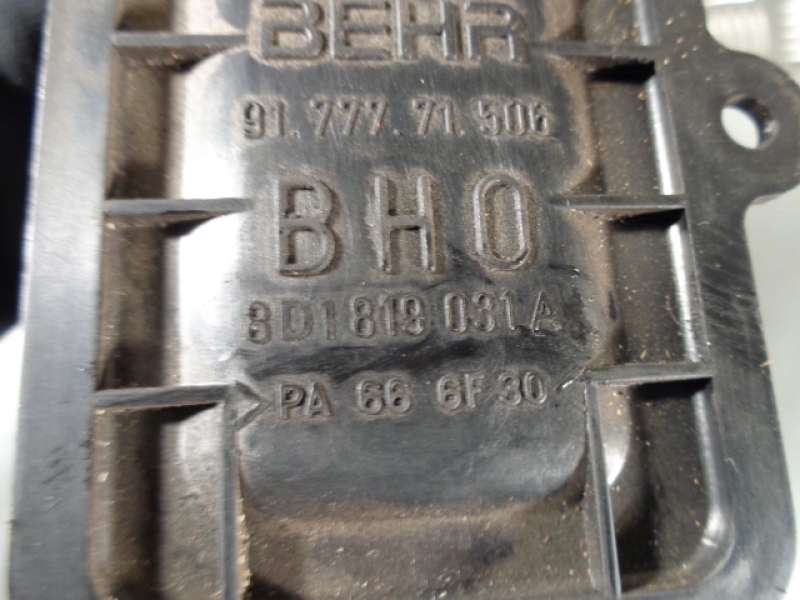 BEHR
91.777.71.506
BHO
8D1 819 031 A
>PA 66 GF 30<